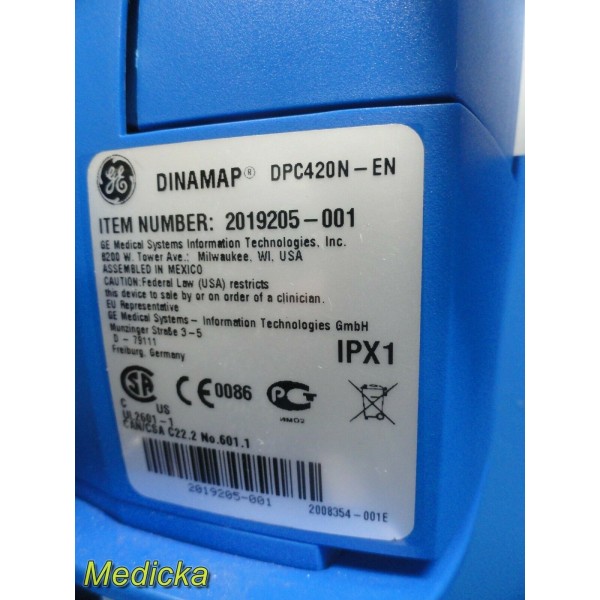 GE DINAMAP® DPC420N-EN
ITEM NUMBER: 2019205-001
GE Medical Systems Information Technologies, Inc.
8200 W. Tower Ave.; Milwaukee, WI, USA
ASSEMBLED IN MEXICO
CAUTION:Federal Law (USA) restricts
this device to sale by or on order of a clinician.
EU Representative
GE Medical Systems- Information Technologies GmbH
Munzinger Straße 3-5
D - 79111
Freiburg, Germany
IPX1
C US
CE 0086
UL2601-1
CAN/CSA C22.2 No.601.1
2019205-001
2008354-001E
Medicka